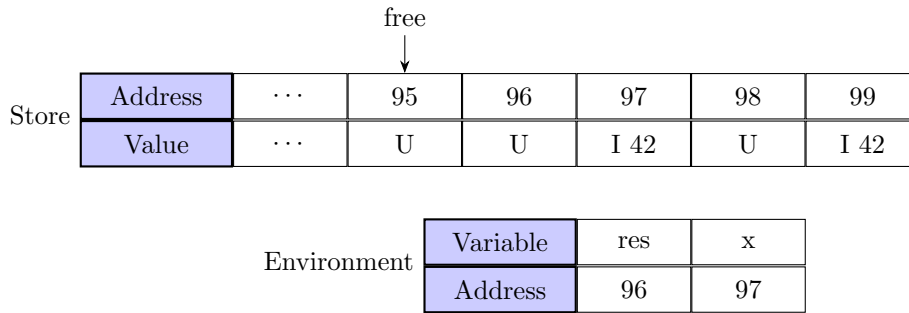 free
Store Address ··· 95 96 97 98 99
Value ··· U U I 42 U I 42
Environment Variable res x
Address 96 97